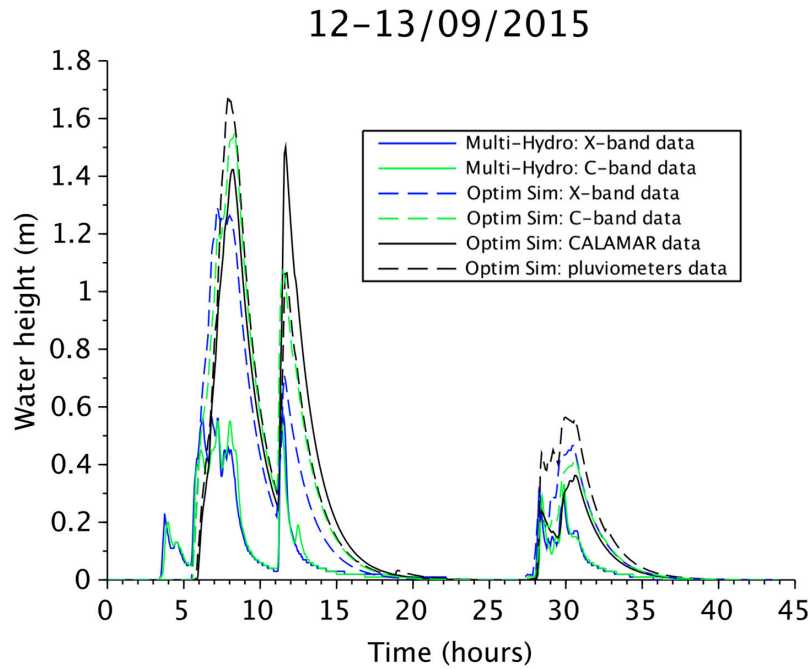 12-13/09/2015
Water height (m)
1.8
1.6
1.4
1.2
1
0.8
0.6
0.4
0.2
0
Multi-Hydro: X-band data
Multi-Hydro: C-band data
Optim Sim: X-band data
Optim Sim: C-band data
Optim Sim: CALAMAR data
Optim Sim: pluviometers data
0 5 10 15 20 25 30 35 40 45
Time (hours)